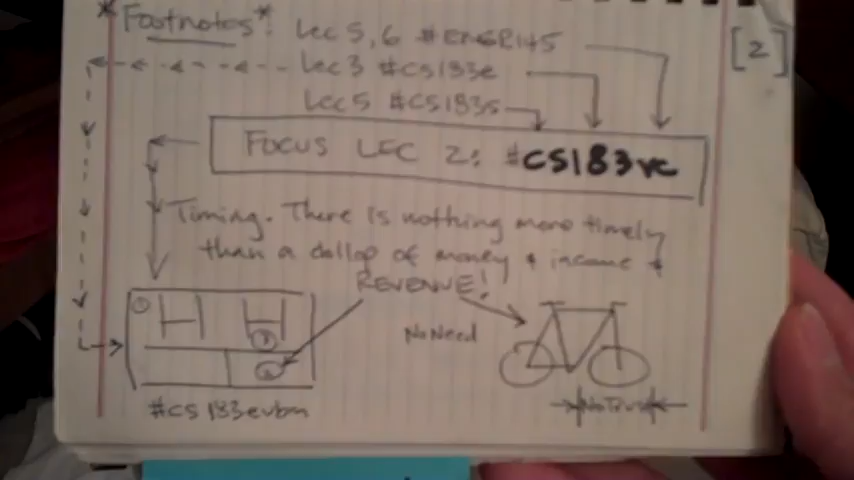 *Footnotes*: Lec 5,6 #ENGR145
[2]
Lec 3 #CS183e
Lec 5 #CS183s
FOCUS LEC 2: #CS183vc
Timing. There is nothing more timely
than a dollop of money & income &
REVENUE!
No Need
#CS183evbm